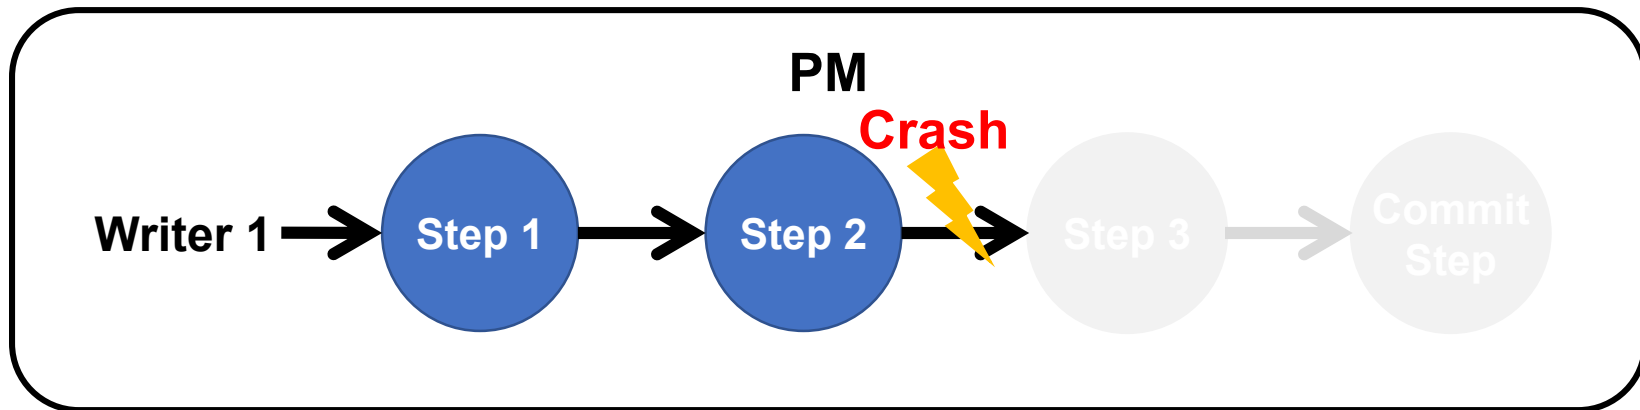 PM
Crash
Writer 1
Step 1
Step 2
Step 3
Commit
Step